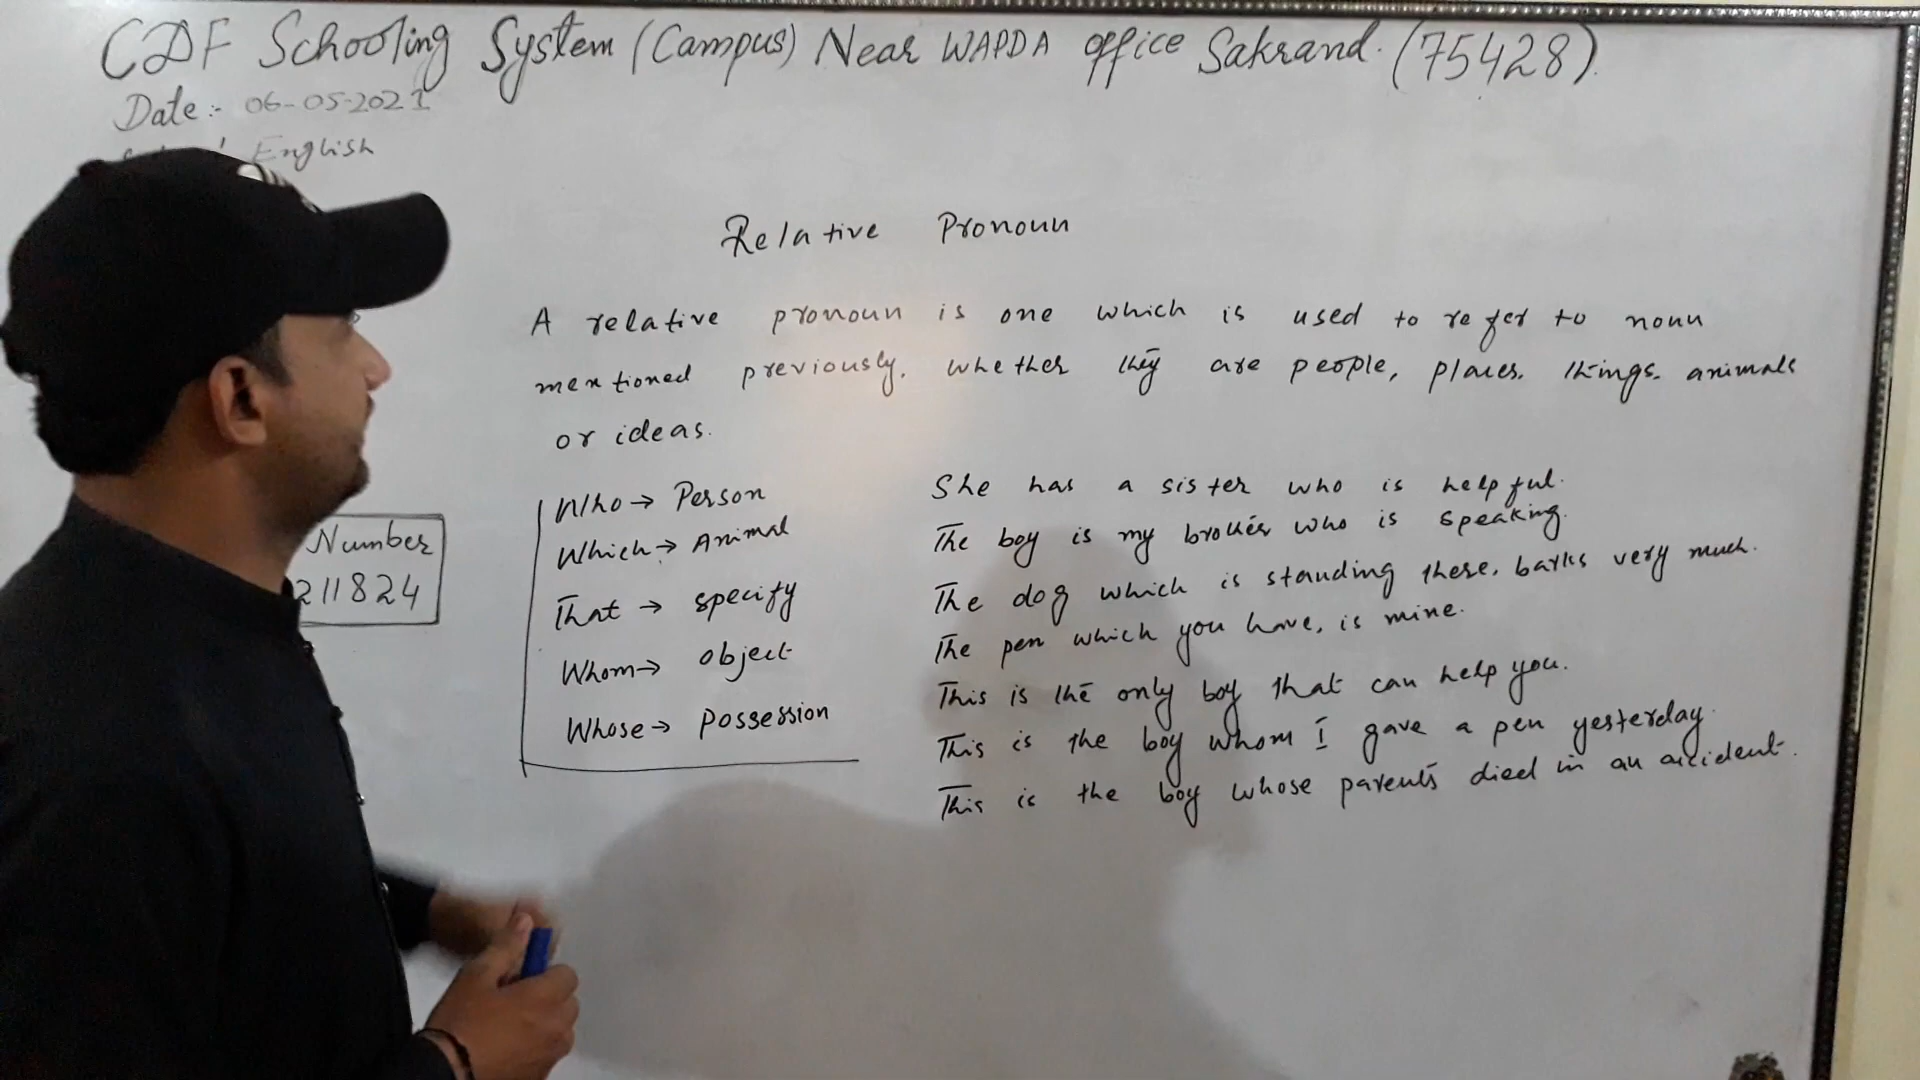 CDF Schooling System (Campus) Near WAPDA office Sakrand. (75428).
Date :- 06-05-2021
English
Relative Pronoun
A relative pronoun is one which is used to refer to noun
mentioned previously, whether they are people, places, things, animals
or ideas.
Number
211824
Who → Person
Which → Animal
That → specify
Whom → object
Whose → possession
She has a sister who is helpful.
The boy is my brother who is speaking.
The dog which is standing there, barks very much.
The pen which you have, is mine.
This is the only boy that can help you.
This is the boy whom I gave a pen yesterday.
This is the boy whose parents died in an accident.